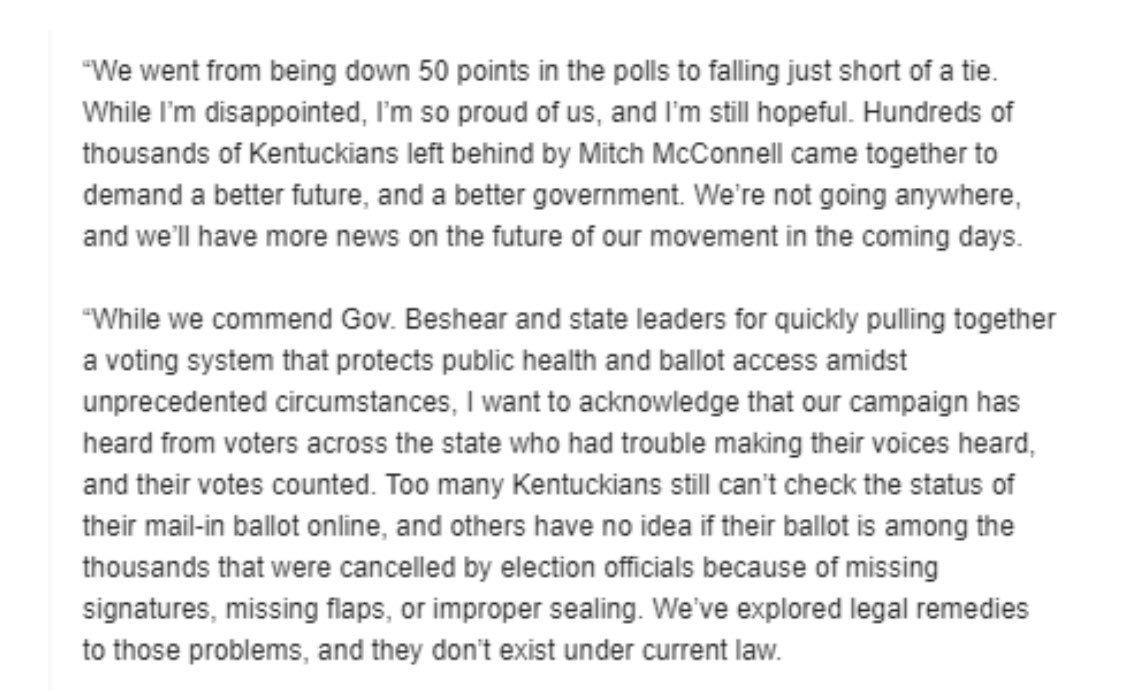 “We went from being down 50 points in the polls to falling just short of a tie.
While I’m disappointed, I’m so proud of us, and I’m still hopeful. Hundreds of
thousands of Kentuckians left behind by Mitch McConnell came together to
demand a better future, and a better government. We’re not going anywhere,
and we’ll have more news on the future of our movement in the coming days.
“While we commend Gov. Beshear and state leaders for quickly pulling together
a voting system that protects public health and ballot access amidst
unprecedented circumstances, I want to acknowledge that our campaign has
heard from voters across the state who had trouble making their voices heard,
and their votes counted. Too many Kentuckians still can’t check the status of
their mail-in ballot online, and others have no idea if their ballot is among the
thousands that were cancelled by election officials because of missing
signatures, missing flaps, or improper sealing. We’ve explored legal remedies
to those problems, and they don’t exist under current law.